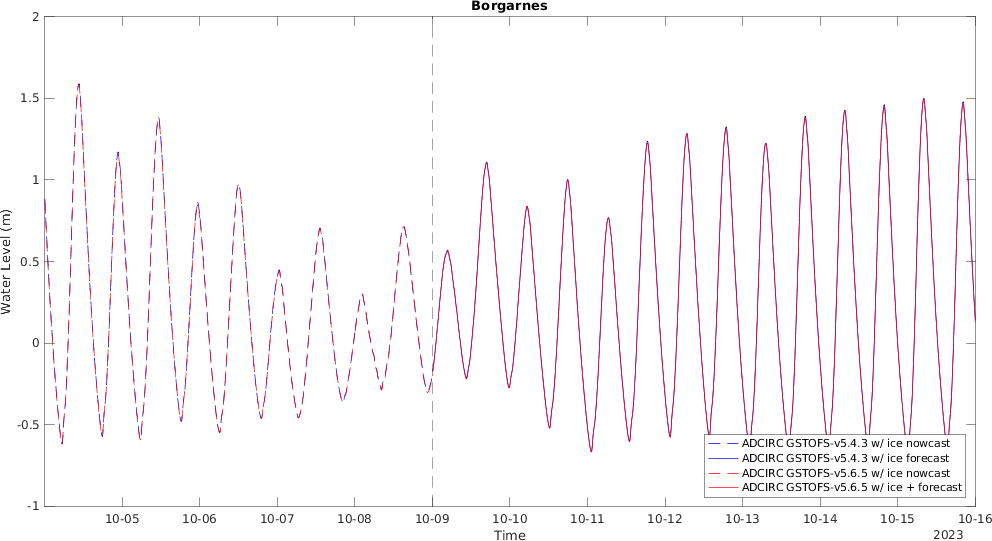 Borgarnes
2
1.5
1
0.5
0
-0.5
-1
Water Level (m)
ADCIRC GSTOFS-v5.4.3 w/ ice nowcast
ADCIRC GSTOFS-v5.4.3 w/ ice forecast
ADCIRC GSTOFS-v5.6.5 w/ ice nowcast
ADCIRC GSTOFS-v5.6.5 w/ ice + forecast
10-05 10-06 10-07 10-08 10-09 10-10 10-11 10-12 10-13 10-14 10-15 10-16
Time
2023